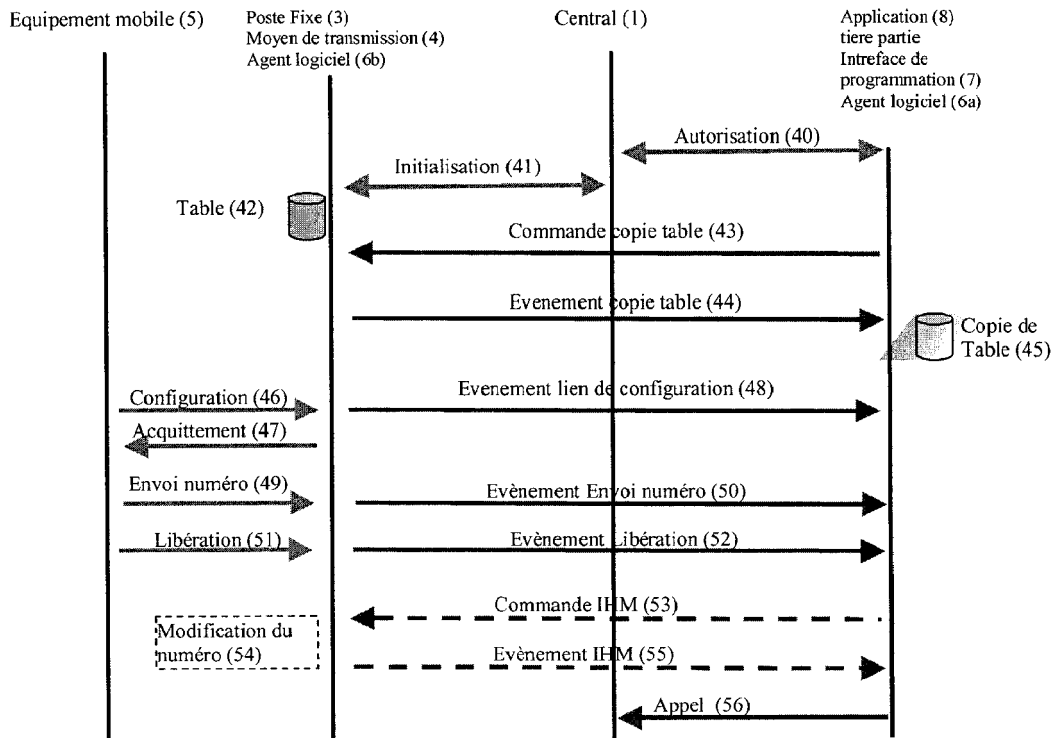 Equipement mobile (5)
Poste Fixe (3)
Moyen de transmission (4)
Agent logiciel (6b)
Central (1)
Application (8)
tiere partie
Intreface de
programmation (7)
Agent logiciel (6a)
Autorisation (40)
Initialisation (41)
Table (42)
Commande copie table (43)
Evenement copie table (44)
Copie de
Table (45)
Configuration (46)
Evenement lien de configuration (48)
Acquittement (47)
Envoi numéro (49)
Evènement Envoi numéro (50)
Libération (51)
Evènement Libération (52)
Commande IHM (53)
Modification du
numéro (54)
Evènement IHM (55)
Appel (56)